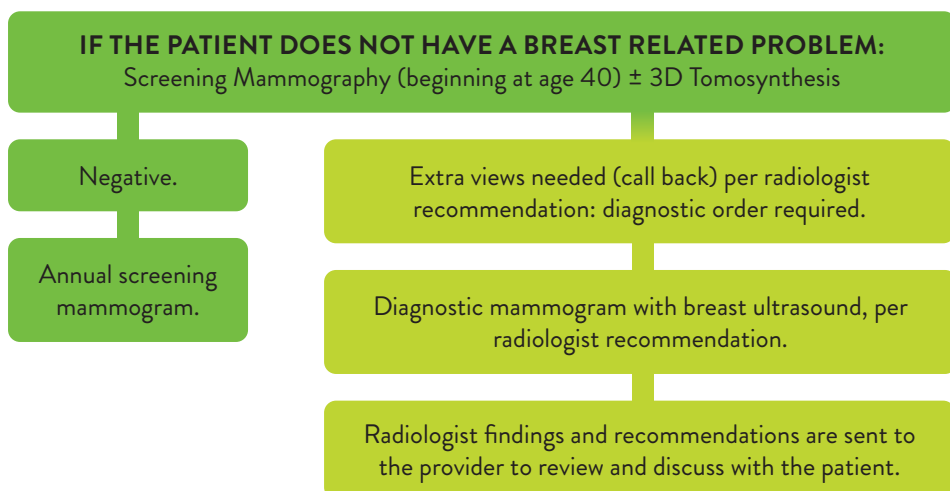 IF THE PATIENT DOES NOT HAVE A BREAST RELATED PROBLEM:
Screening Mammography (beginning at age 40) ± 3D Tomosynthesis
Negative.
Annual screening
mammogram.
Extra views needed (call back) per radiologist
recommendation: diagnostic order required.
Diagnostic mammogram with breast ultrasound, per
radiologist recommendation.
Radiologist findings and recommendations are sent to
the provider to review and discuss with the patient.